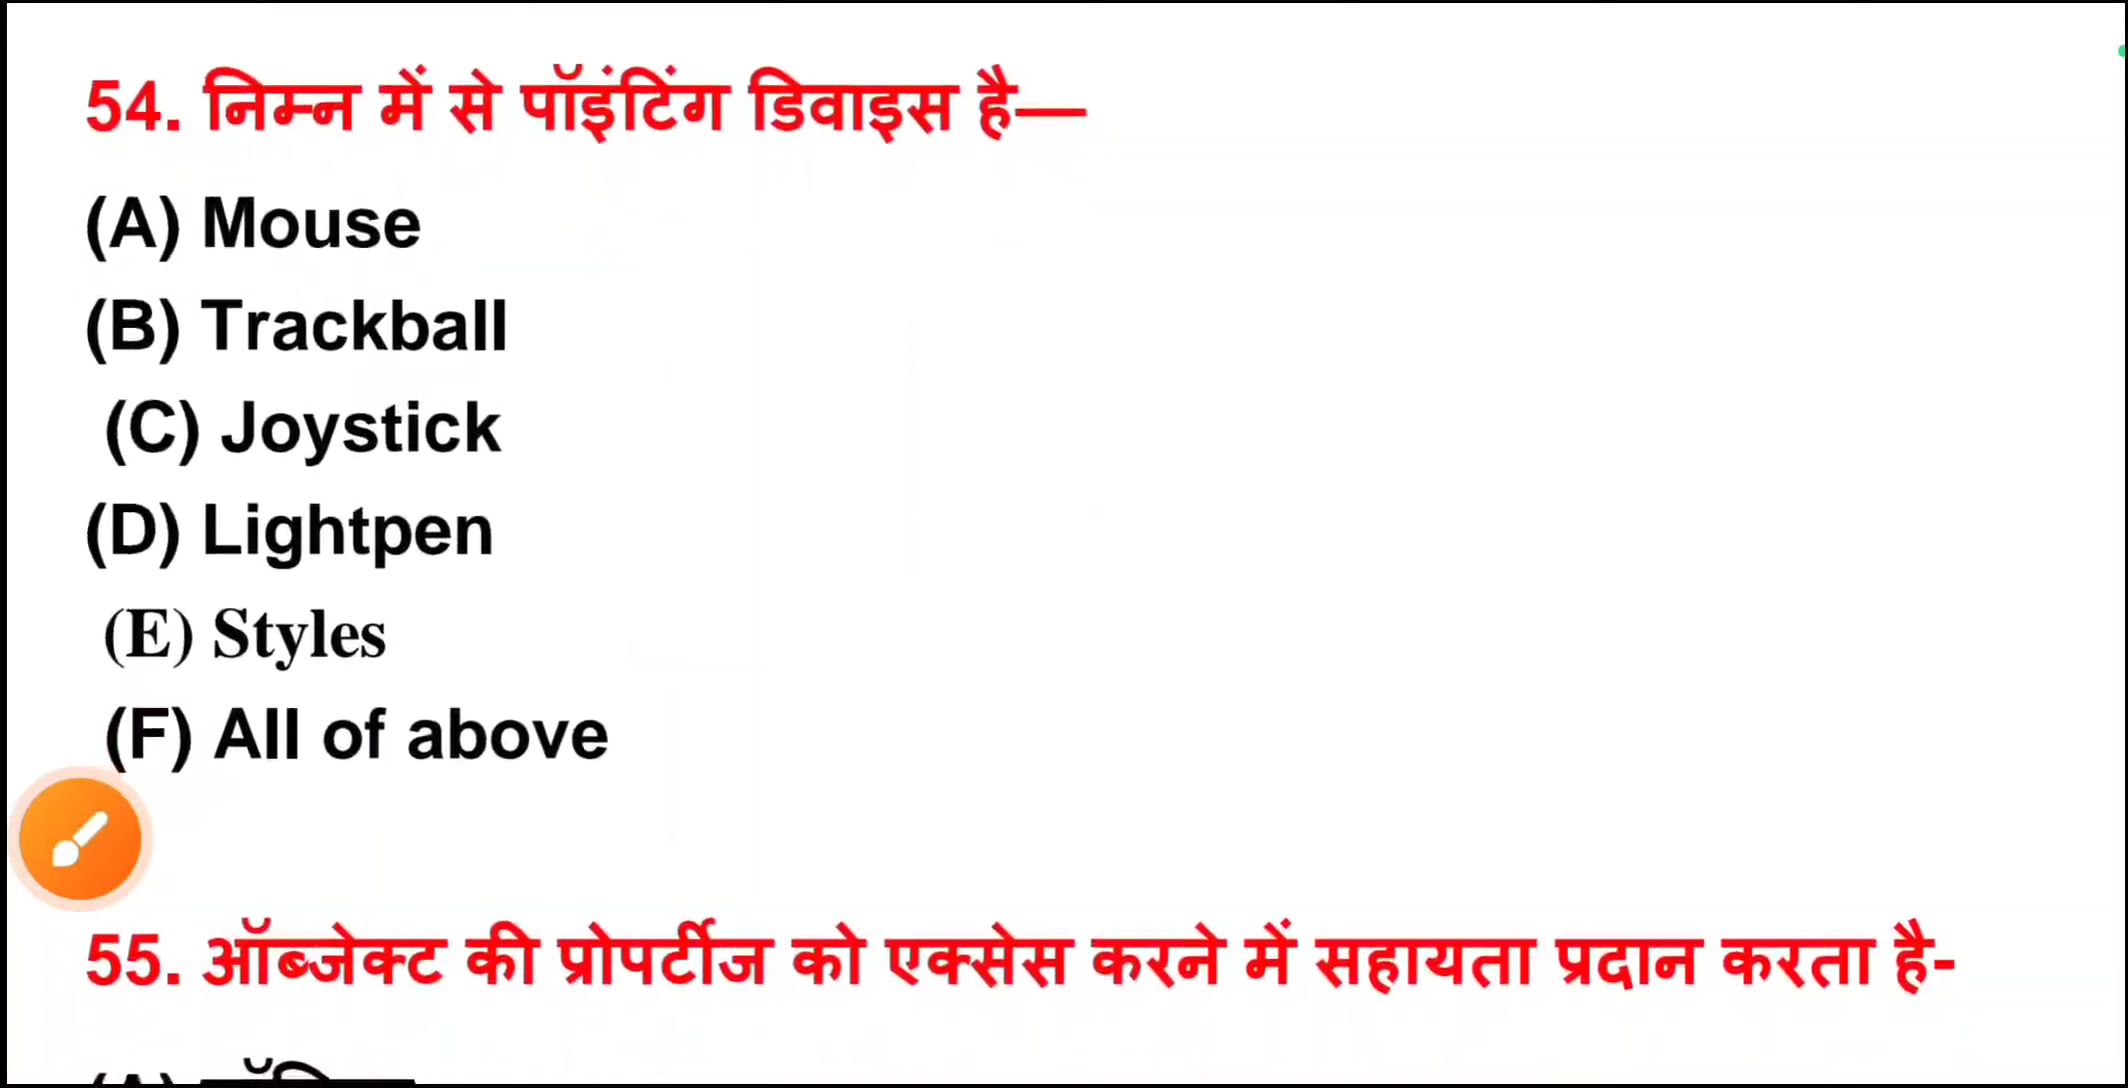 54. निम्न में से पॉइंटिंग डिवाइस है—
(A) Mouse
(B) Trackball
(C) Joystick
(D) Lightpen
(E) Styles
(F) All of above
55. ऑब्जेक्ट की प्रोपर्टीज को एक्सेस करने में सहायता प्रदान करता है-
(A)